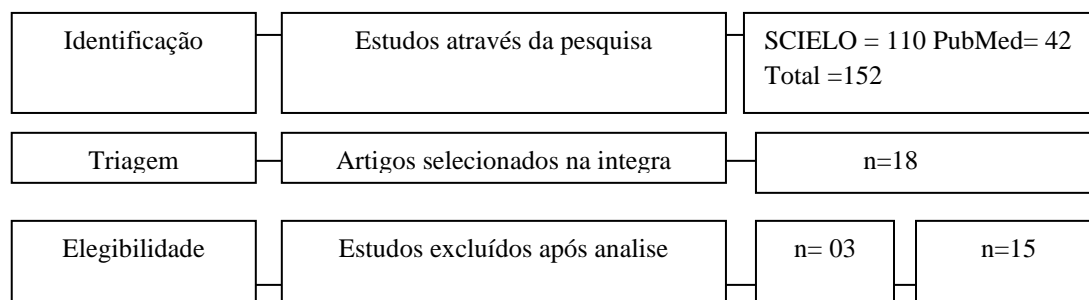 Identificação
Estudos através da pesquisa
SCIELO = 110 PubMed= 42
Total =152
Triagem
Artigos selecionados na integra
n=18
Elegibilidade
Estudos excluídos após analise
n= 03
n=15